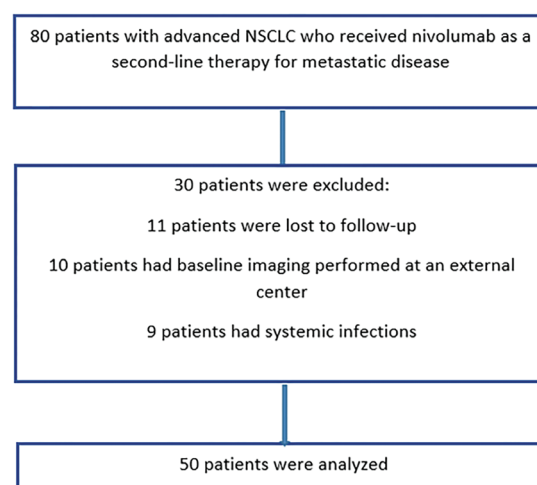 80 patients with advanced NSCLC who received nivolumab as a
second-line therapy for metastatic disease
30 patients were excluded:
11 patients were lost to follow-up
10 patients had baseline imaging performed at an external
center
9 patients had systemic infections
50 patients were analyzed